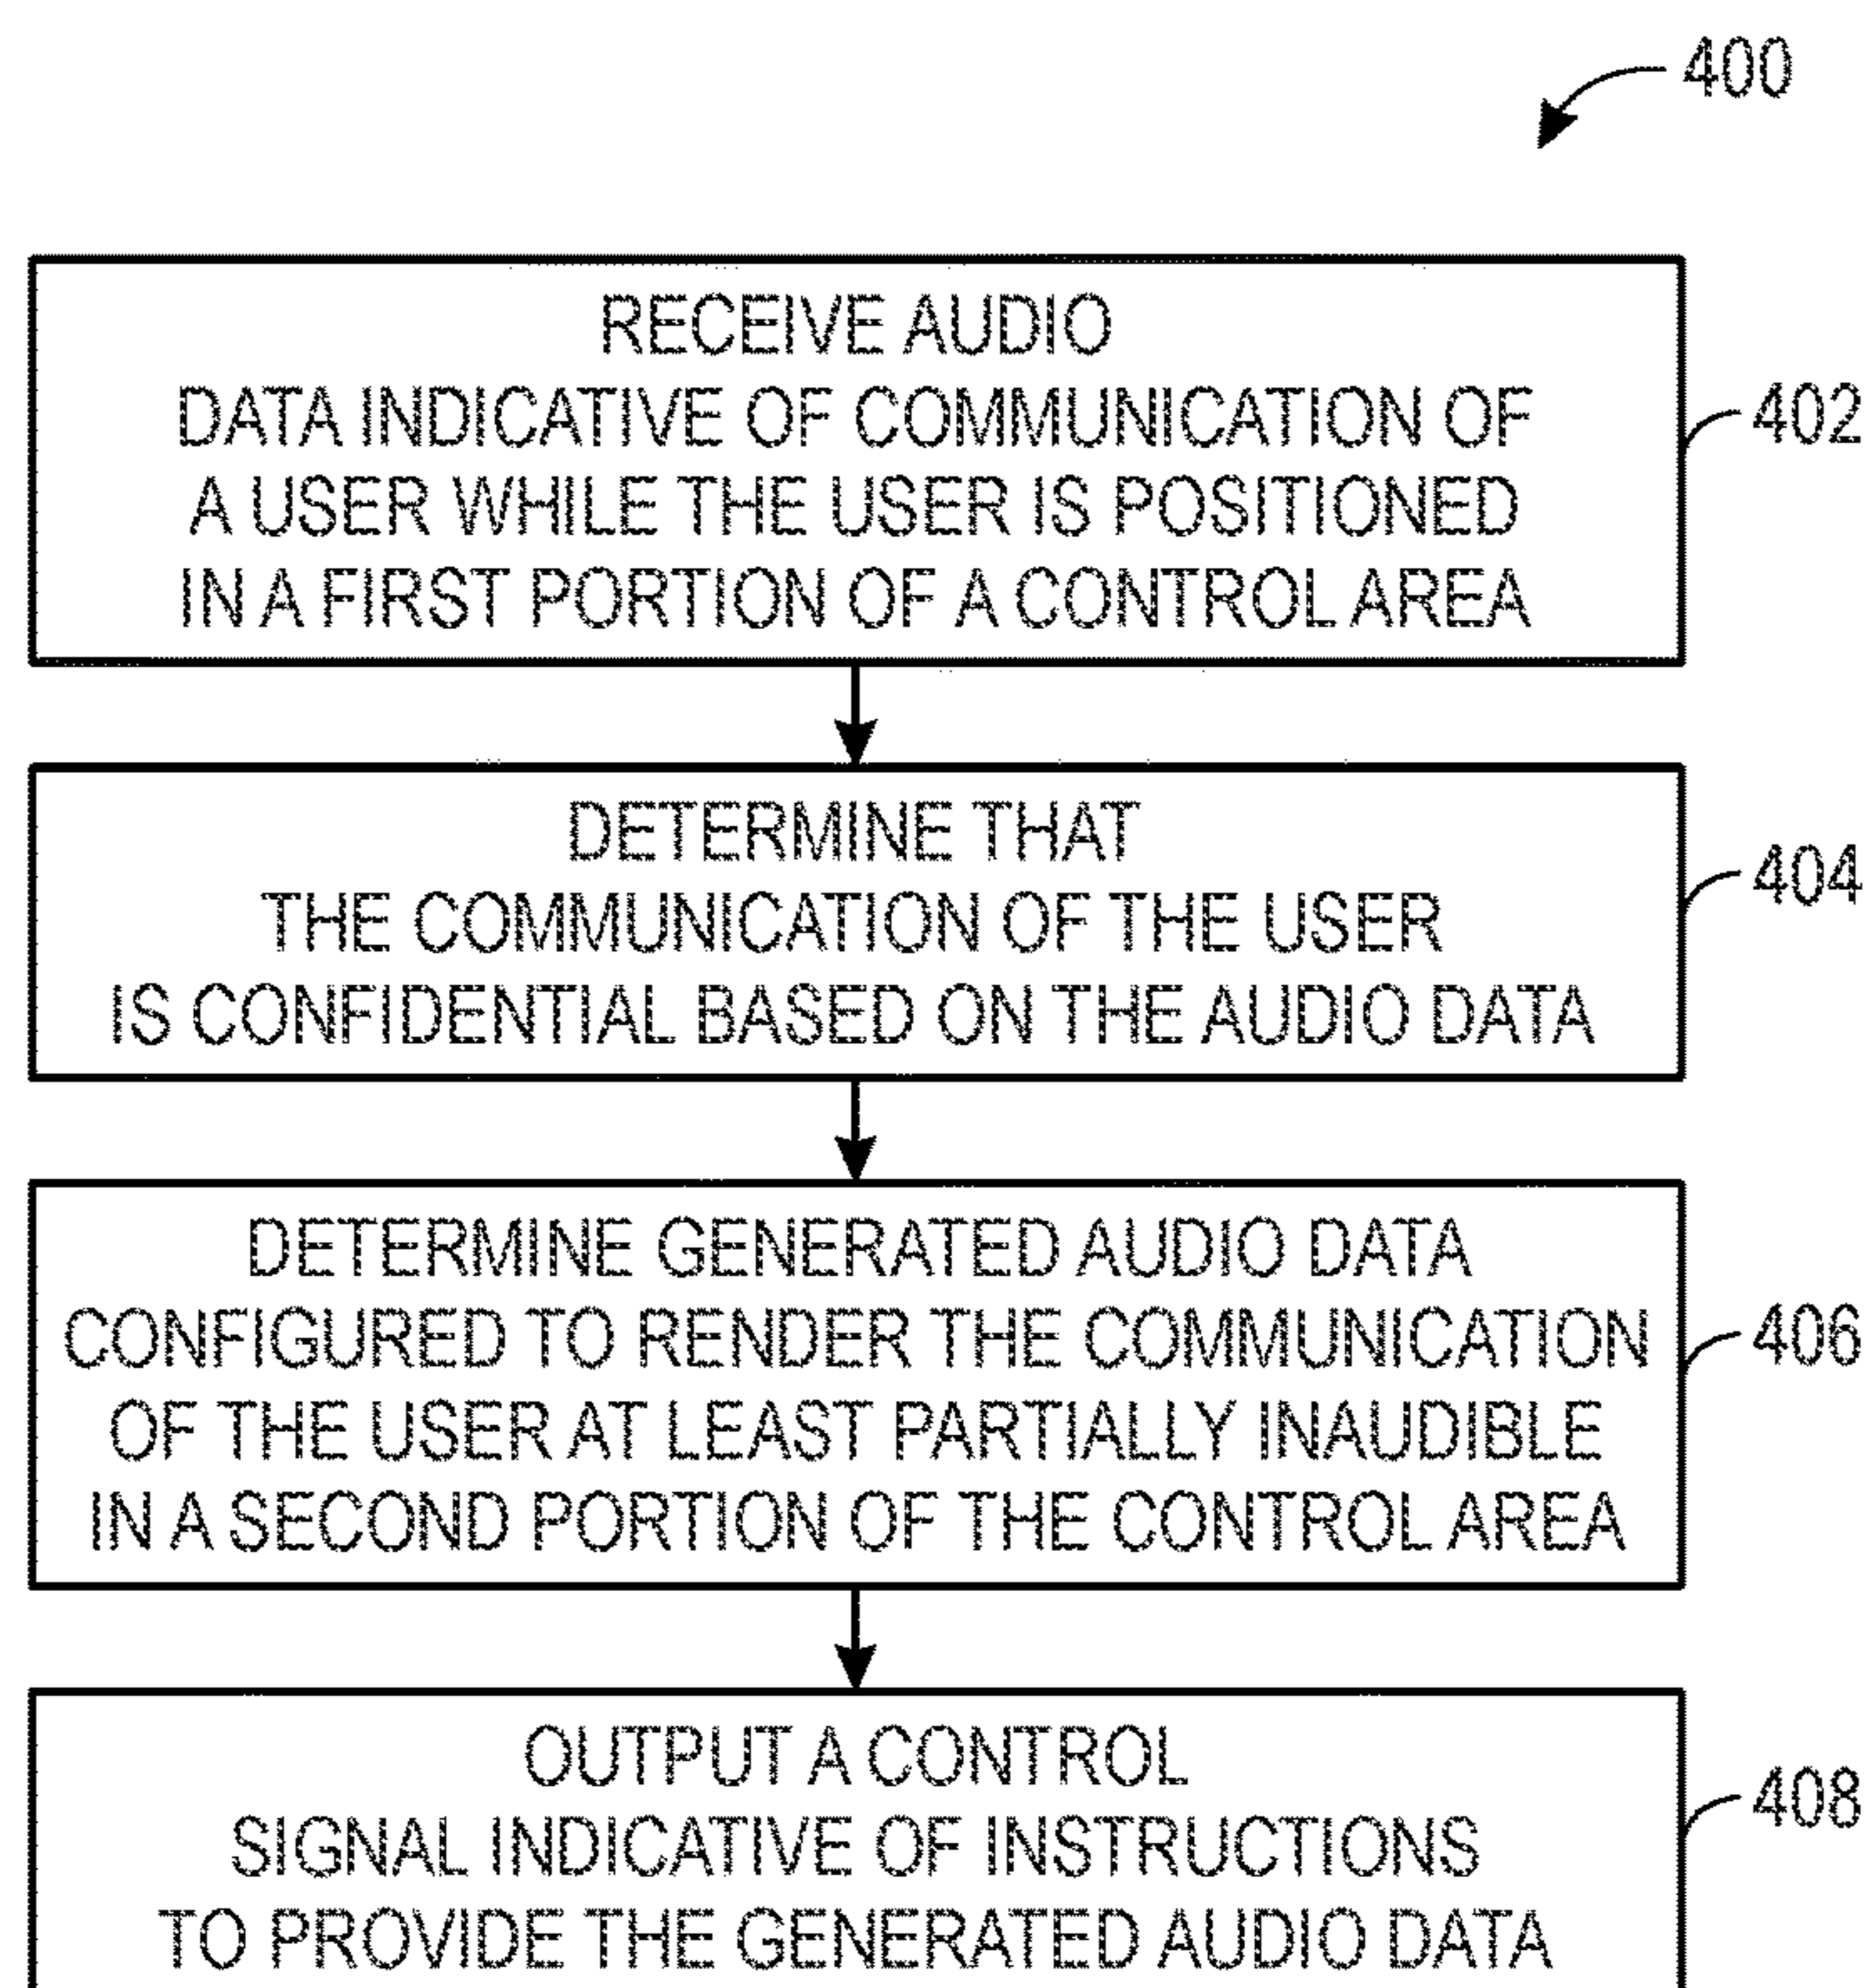 400
RECEIVE AUDIO
DATA INDICATIVE OF COMMUNICATION OF
A USER WHILE THE USER IS POSITIONED
IN A FIRST PORTION OF A CONTROL AREA
402
DETERMINE THAT
THE COMMUNICATION OF THE USER
IS CONFIDENTIAL BASED ON THE AUDIO DATA
404
DETERMINE GENERATED AUDIO DATA
CONFIGURED TO RENDER THE COMMUNICATION
OF THE USER AT LEAST PARTIALLY INAUDIBLE
IN A SECOND PORTION OF THE CONTROL AREA
406
OUTPUT A CONTROL
SIGNAL INDICATIVE OF INSTRUCTIONS
TO PROVIDE THE GENERATED AUDIO DATA
408